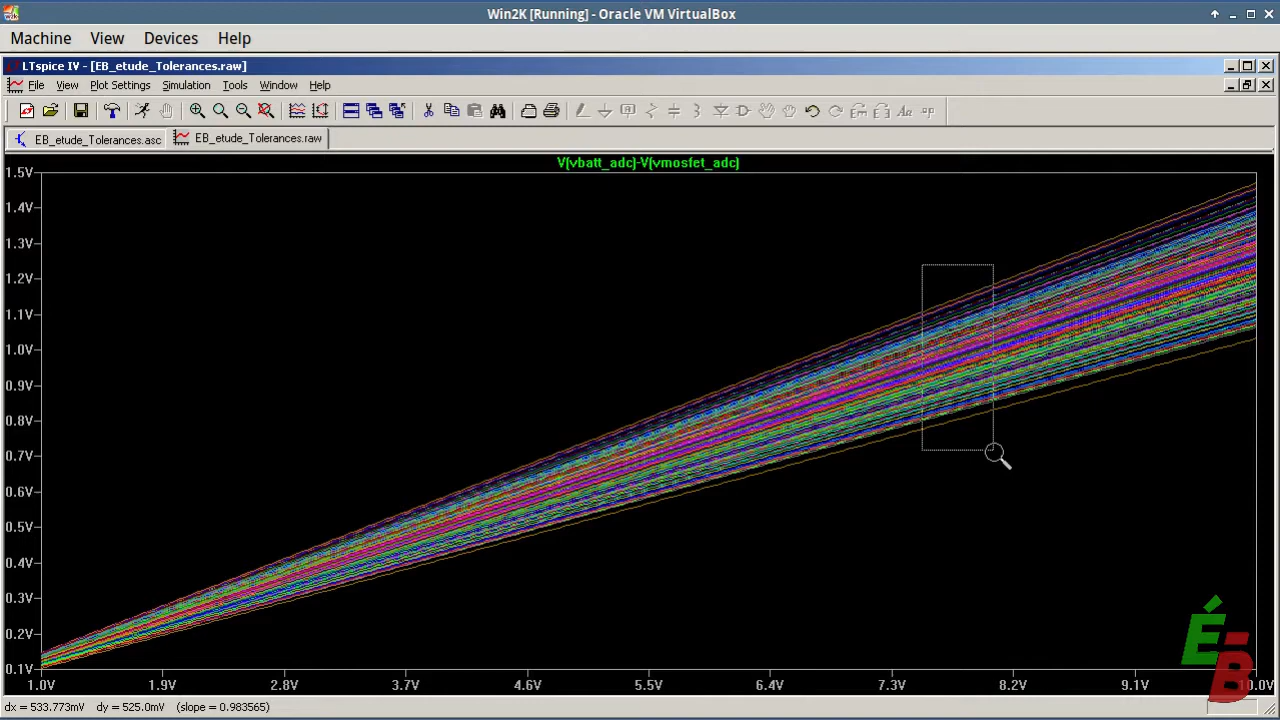 Win2K [Running] - Oracle VM VirtualBox
Machine View Devices Help
LTspice IV - [EB_etude_Tolerances.raw]
File View Plot Settings Simulation Tools Window Help
EB_etude_Tolerances.asc EB_etude_Tolerances.raw
V(vbatt_adc)-V(vmosfet_adc)
1.5V
1.4V
1.3V
1.2V
1.1V
1.0V
0.9V
0.8V
0.7V
0.6V
0.5V
0.4V
0.3V
0.2V
0.1V
1.0V 1.9V 2.8V 3.7V 4.6V 5.5V 6.4V 7.3V 8.2V 9.1V 10.0V
ÉB
dx = 533.773mV dy = 525.0mV (slope = 0.983565)